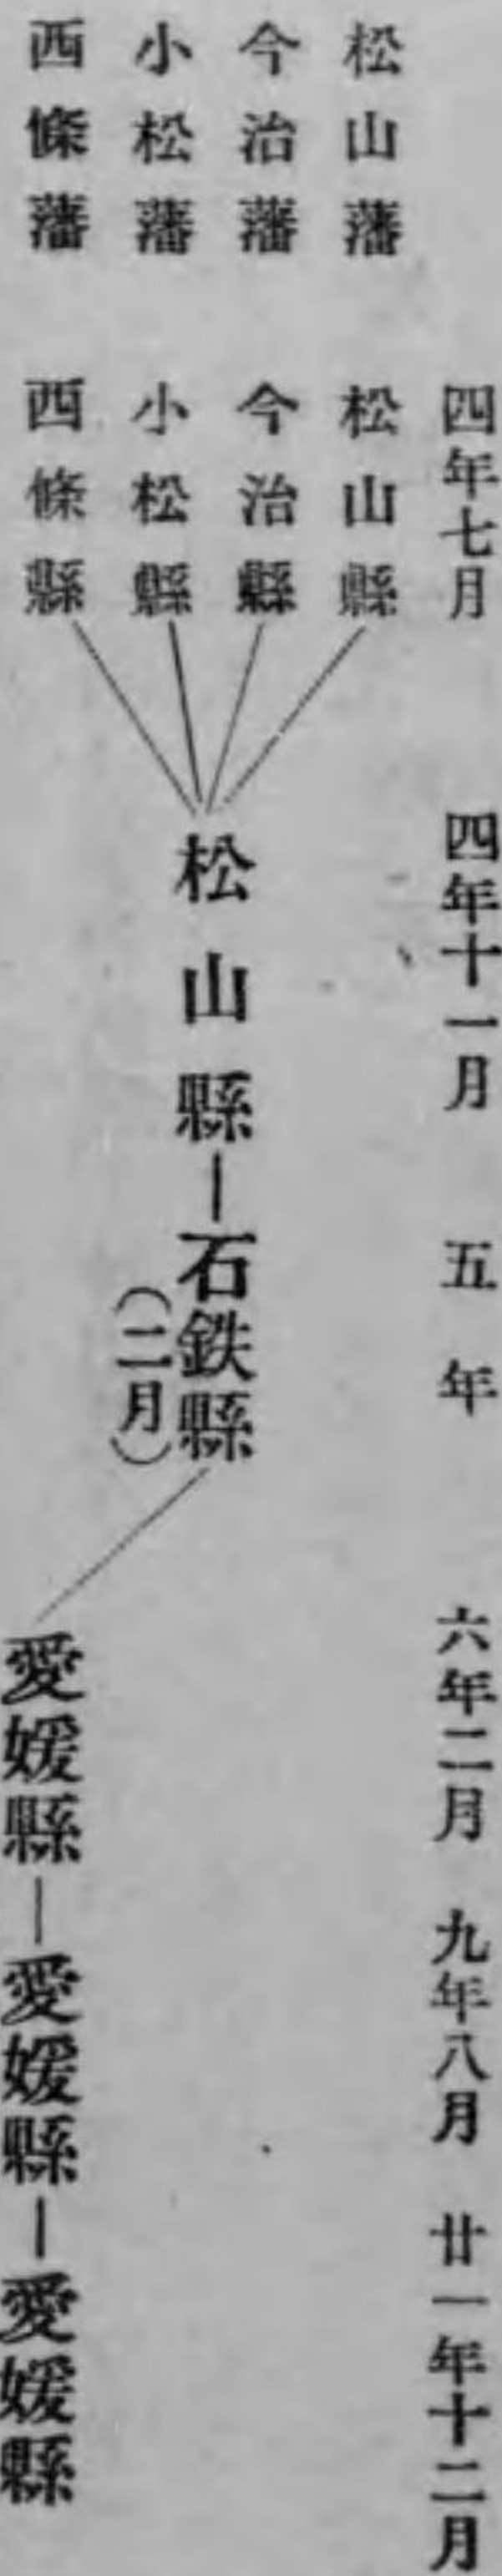 四年七月　四年十一月　五年　六年二月　九年八月　廿一年十二月
松山藩　松山縣
今治藩　今治縣
小松藩　小松縣
西條藩　西條縣
松山縣―石鉄縣
（二月）
愛媛縣―愛媛縣―愛媛縣